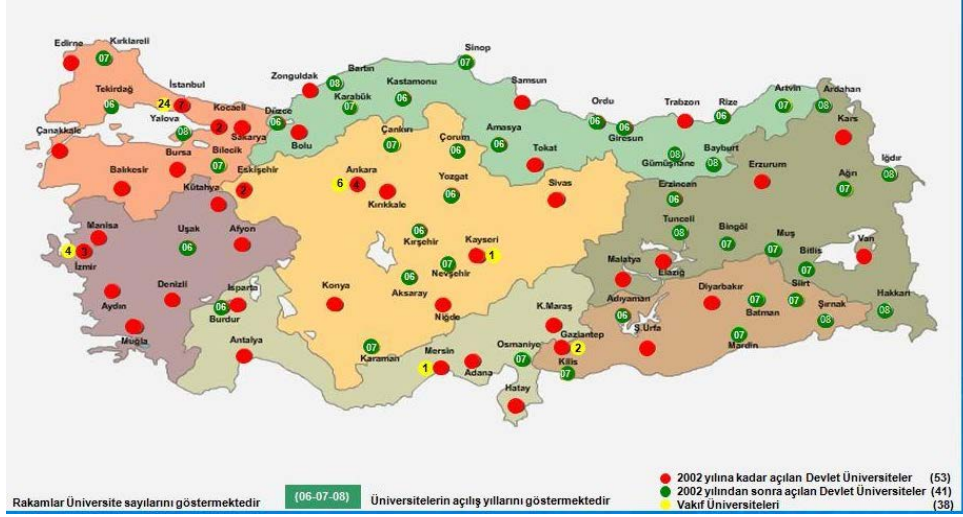 Edirne
Kırklareli
07
Tekirdağ
06
İstanbul
24
7
Kocaeli
2
Sakarya
Yalova
08
Çanakkale
Bursa
Bilecik
07
Balıkesir
Kütahya
Eskişehir
2
Düzce
06
Bolu
Zonguldak
Bartın
08
Karabük
07
Kastamonu
06
Sinop
07
Samsun
Çankırı
07
Çorum
06
Amasya
06
Tokat
Ordu
06
Giresun
06
Trabzon
Rize
06
Artvin
07
Ardahan
08
Kars
Gümüşhane
08
Bayburt
08
Iğdır
08
Ağrı
07
Erzurum
Erzincan
06
Tunceli
08
Bingöl
07
Muş
07
Bitlis
07
Van
Hakkari
08
Malatya
Elazığ
Ankara
6
4
Kırıkkale
Yozgat
06
Sivas
Kırşehir
06
Kayseri
1
Nevşehir
07
Aksaray
06
Niğde
Konya
Karaman
07
Manisa
4
3
İzmir
Uşak
06
Afyon
Aydın
Denizli
Muğla
Isparta
06
Burdur
Antalya
Mersin
1
Adana
Osmaniye
07
Hatay
K.Maraş
Gaziantep
2
Kilis
07
Adıyaman
06
Ş.Urfa
Diyarbakır
Batman
07
Siirt
07
Mardin
07
Şırnak
08
Rakamlar Üniversite sayılarını göstermektedir
(06-07-08)
Üniversitelerin açılış yıllarını göstermektedir
2002 yılına kadar açılan Devlet Üniversiteler (53)
2002 yılından sonra açılan Devlet Üniversiteler (41)
Vakıf Üniversiteleri (38)